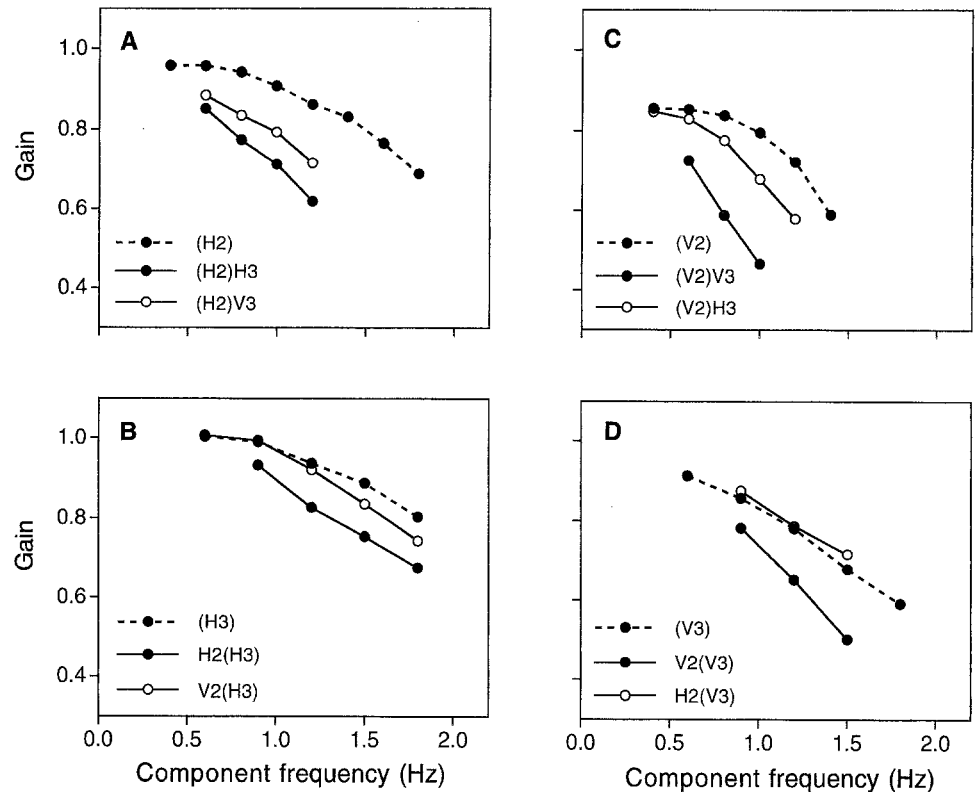 A
Gain
1.0
0.8
0.6
0.4
(H2)
(H2)H3
(H2)V3
C
(V2)
(V2)V3
(V2)H3
B
Gain
1.0
0.8
0.6
0.4
(H3)
H2(H3)
V2(H3)
0.0 0.5 1.0 1.5 2.0
Component frequency (Hz)
D
(V3)
V2(V3)
H2(V3)
0.0 0.5 1.0 1.5 2.0
Component frequency (Hz)